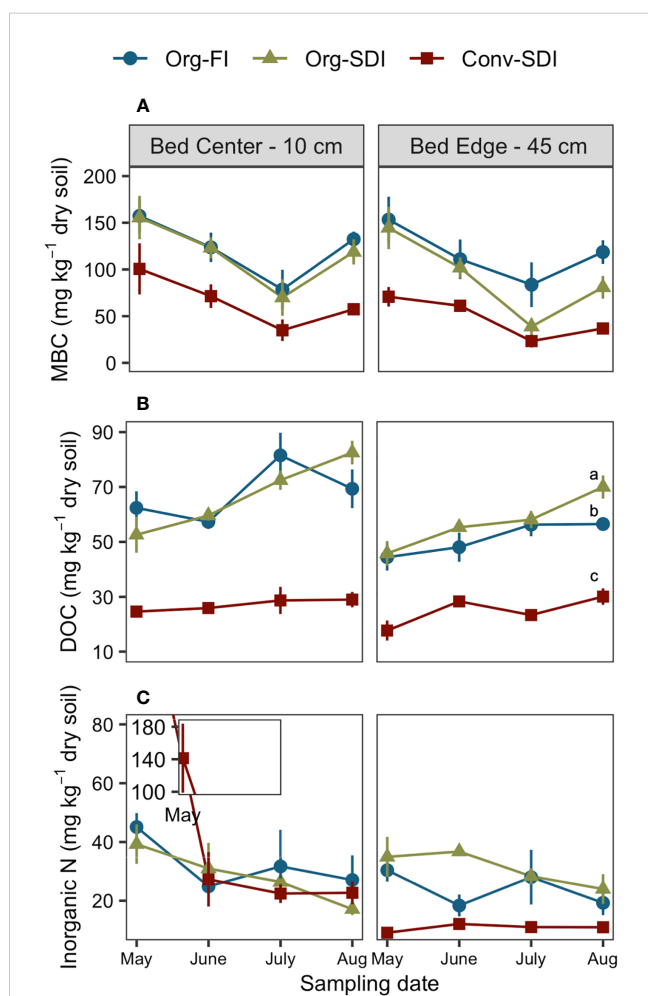 Org-FI Org-SDI Conv-SDI
A
Bed Center - 10 cm Bed Edge - 45 cm
MBC (mg kg⁻¹ dry soil)
200
150
100
50
0
B
DOC (mg kg⁻¹ dry soil)
90
70
50
30
10
a
b
c
C
Inorganic N (mg kg⁻¹ dry soil)
80
60
40
20
180
140
100
May
May June July Aug May June July Aug
Sampling date